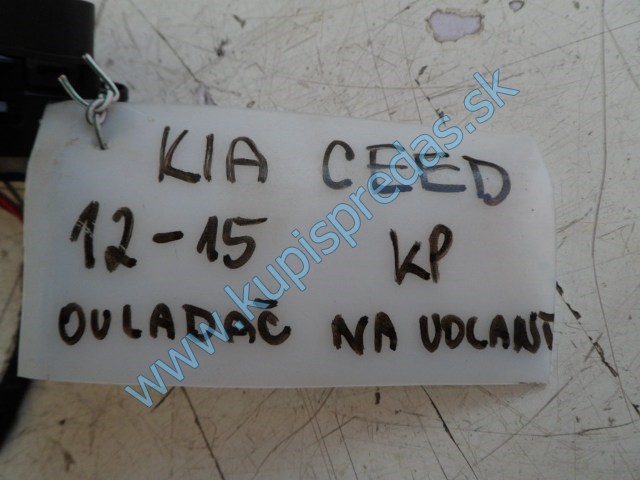 KIA CEED
12-15 KP
OVLADAČ NA VOLANT
www.kupispredas.sk